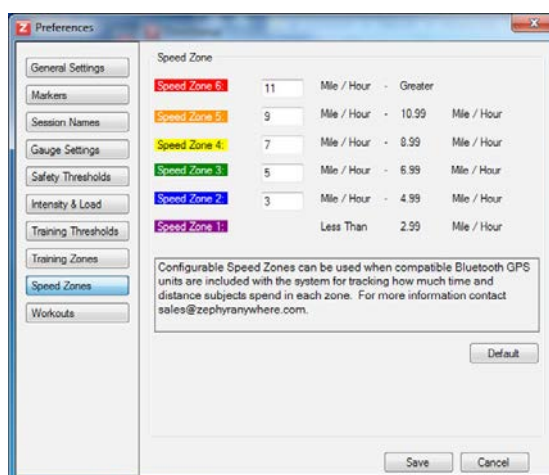 Z Preferences
General Settings
Markers
Session Names
Gauge Settings
Safety Thresholds
Intensity & Load
Training Thresholds
Training Zones
Speed Zones
Workouts
Speed Zone
Speed Zone 6: 11 Mile / Hour - Greater
Speed Zone 5: 9 Mile / Hour - 10.99 Mile / Hour
Speed Zone 4: 7 Mile / Hour - 8.99 Mile / Hour
Speed Zone 3: 5 Mile / Hour - 6.99 Mile / Hour
Speed Zone 2: 3 Mile / Hour - 4.99 Mile / Hour
Speed Zone 1: Less Than 2.99 Mile / Hour
Configurable Speed Zones can be used when compatible Bluetooth GPS
units are included with the system for tracking how much time and
distance subjects spend in each zone. For more information contact
sales@zephyranywhere.com.
Default
Save Cancel